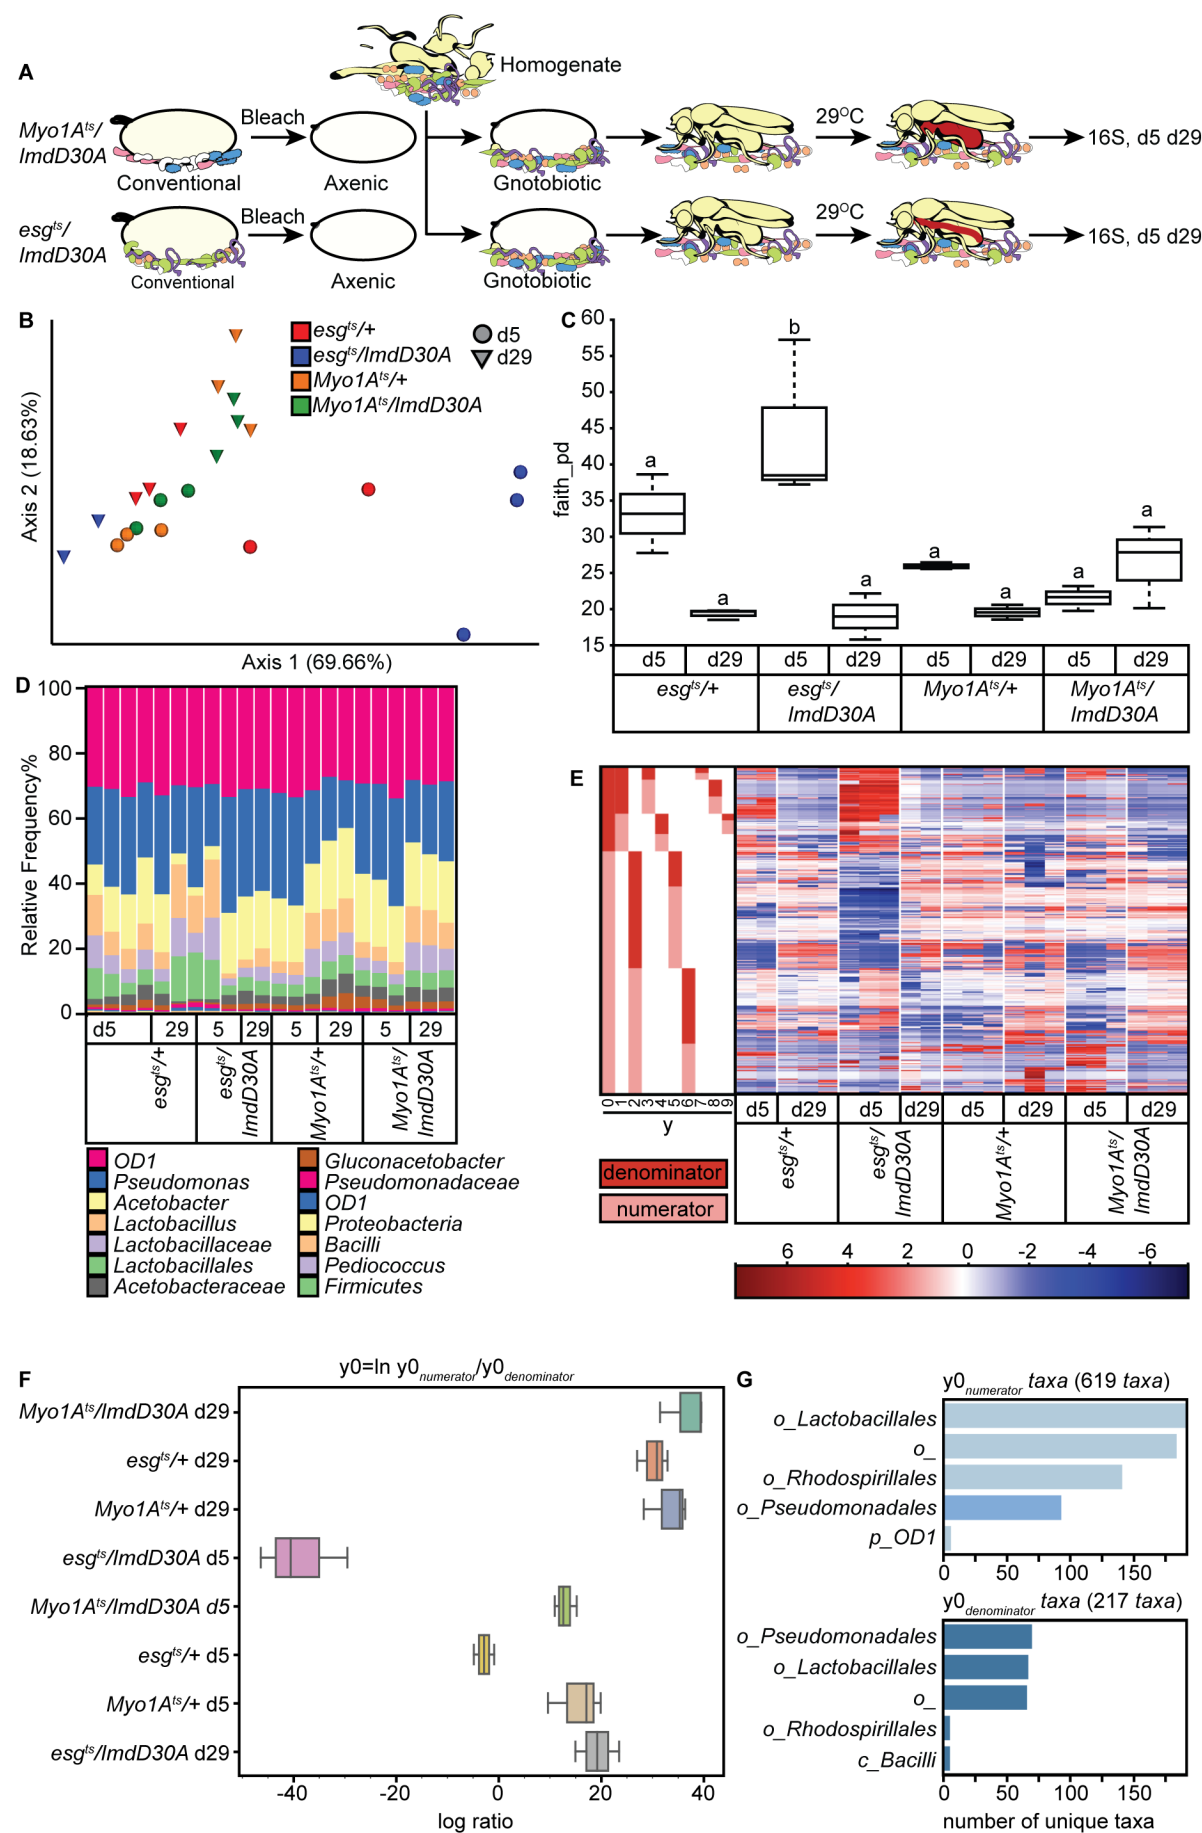 A
Homogenate
Myo1Ats/
ImdD30A
Bleach
29OC
16S, d5 d29
Conventional
Axenic
Gnotobiotic
esgts/
ImdD30A
Bleach
29OC
16S, d5 d29
Conventional
Axenic
Gnotobiotic
B
esgts/+
esgts/ImdD30A
Myo1Ats/+
Myo1Ats/ImdD30A
d5
d29
Axis 2 (18.63%)
Axis 1 (69.66%)
C
faith_pd
60
55
50
45
40
35
30
25
20
15
a
a
b
a
a
a
a
a
d5 d29 d5 d29 d5 d29 d5 d29
esgts/+
esgts/
ImdD30A
Myo1Ats/+
Myo1Ats/
ImdD30A
D
Relative Frequency%
100
80
60
40
20
0
d5 29 5 29 5 29 5 29
esgts/+
esgts/
ImdD30A
Myo1Ats/+
Myo1Ats/
ImdD30A
OD1
Pseudomonas
Acetobacter
Lactobacillus
Lactobacillaceae
Lactobacillales
Acetobacteraceae
Gluconacetobacter
Pseudomonadaceae
OD1
Proteobacteria
Bacilli
Pediococcus
Firmicutes
E
0 1 2 3 4 5 6 7 8 9
y
denominator
numerator
d5 d29 d5 d29 d5 d29 d5 d29
esgts/+
esgts/
ImdD30A
Myo1Ats/+
Myo1Ats/
ImdD30A
6 4 2 0 -2 -4 -6
F
y0=ln y0numerator/y0denominator
Myo1Ats/ImdD30A d29
esgts/+ d29
Myo1Ats/+ d29
esgts/ImdD30A d5
Myo1Ats/ImdD30A d5
esgts/+ d5
Myo1Ats/+ d5
esgts/ImdD30A d29
-40 -20 0 20 40
log ratio
G
y0numerator taxa (619 taxa)
o_Lactobacillales
o_
o_Rhodospirillales
o_Pseudomonadales
p_OD1
0 50 100 150
y0denominator taxa (217 taxa)
o_Pseudomonadales
o_Lactobacillales
o_
o_Rhodospirillales
c_Bacilli
0 50 100 150
number of unique taxa